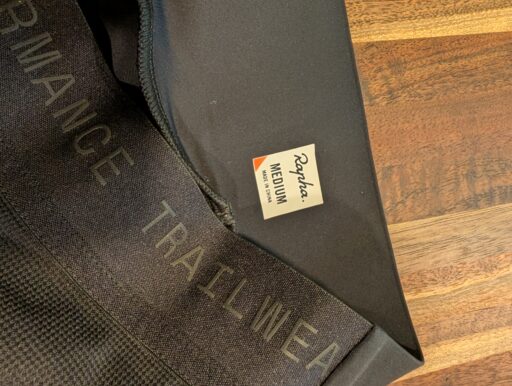 RMANCE TRAILWEA
Rapha.
MEDIUM
MADE IN CHINA